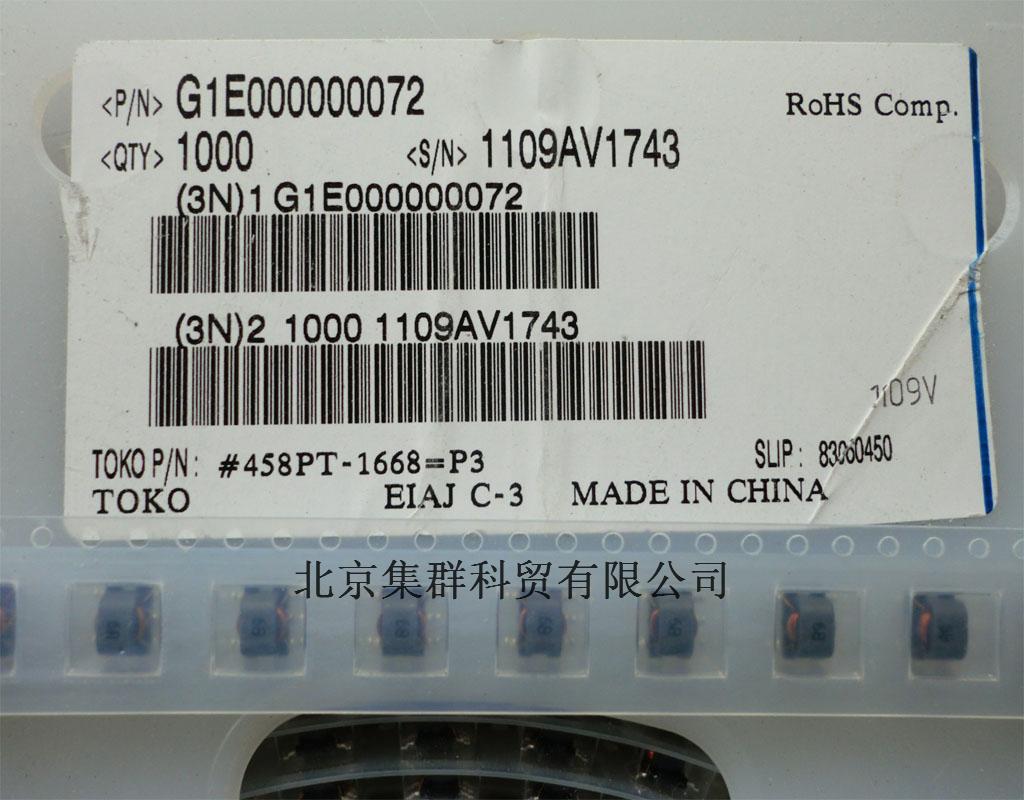 <P/N> G1E000000072
RoHS Comp.
<QTY> 1000 <S/N> 1109AV1743
(3N)1 G1E000000072
(3N)2 1000 1109AV1743
1109V
TOKO P/N: #458PT-1668=P3
SLIP: 83060450
TOKO EIAJ C-3 MADE IN CHINA
北京集群科贸有限公司